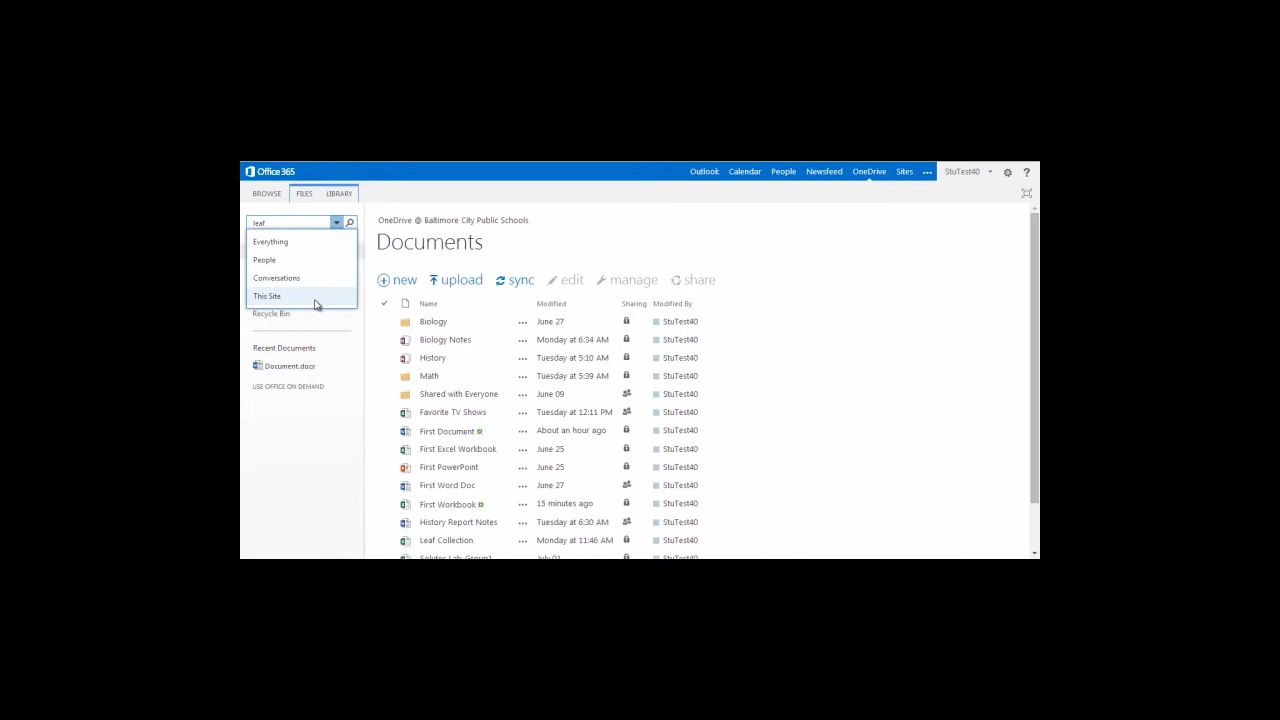 Office 365
Outlook Calendar People Newsfeed OneDrive Sites ••• StuTest40 ?
BROWSE FILES LIBRARY
leaf
Everything
People
Conversations
This Site
Recycle Bin
Recent Documents
Document.docx
USE OFFICE ON DEMAND
OneDrive @ Baltimore City Public Schools
Documents
new upload sync edit manage share
Name Modified Sharing Modified By
Biology ••• June 27 StuTest40
Biology Notes ••• Monday at 6:34 AM StuTest40
History ••• Tuesday at 5:10 AM StuTest40
Math ••• Tuesday at 5:39 AM StuTest40
Shared with Everyone ••• June 09 StuTest40
Favorite TV Shows ••• Tuesday at 12:11 PM StuTest40
First Document ••• About an hour ago StuTest40
First Excel Workbook ••• June 25 StuTest40
First PowerPoint ••• June 25 StuTest40
First Word Doc ••• June 27 StuTest40
First Workbook ••• 15 minutes ago StuTest40
History Report Notes ••• Tuesday at 6:30 AM StuTest40
Leaf Collection ••• Monday at 11:46 AM StuTest40
Solutes Lab Group1 ••• July 01 StuTest40